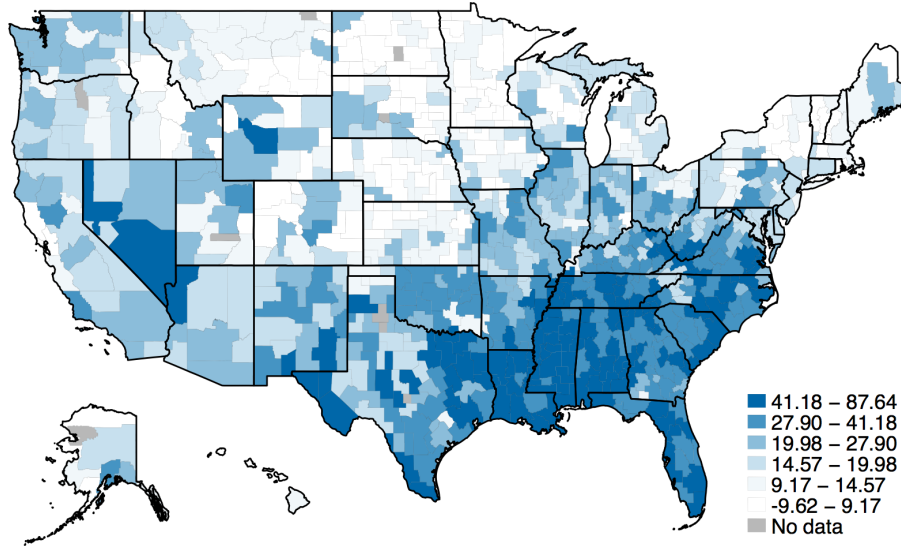 41.18 – 87.64
27.90 – 41.18
19.98 – 27.90
14.57 – 19.98
9.17 – 14.57
-9.62 – 9.17
No data